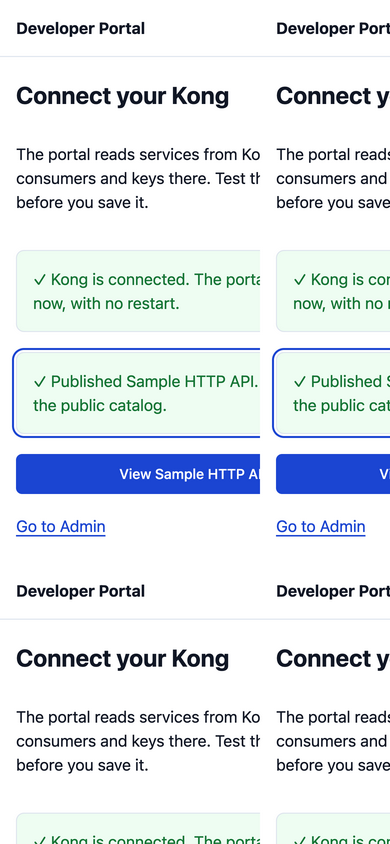 Developer Portal
Connect your Kong
The portal reads services from Ko
consumers and keys there. Test th
before you save it.
✓ Kong is connected. The porta
now, with no restart.
✓ Published Sample HTTP API.
the public catalog.
View Sample HTTP AP
Go to Admin
Developer Port
Connect y
The portal reads
consumers and
before you save
✓ Kong is con
now, with no r
✓ Published S
the public cat
Vi
Go to Admin
Developer Portal
Connect your Kong
The portal reads services from Ko
consumers and keys there. Test th
before you save it.
✓ Kong is connected. The porta
Developer Port
Connect y
The portal reads
consumers and
before you save
✓ Kong is con